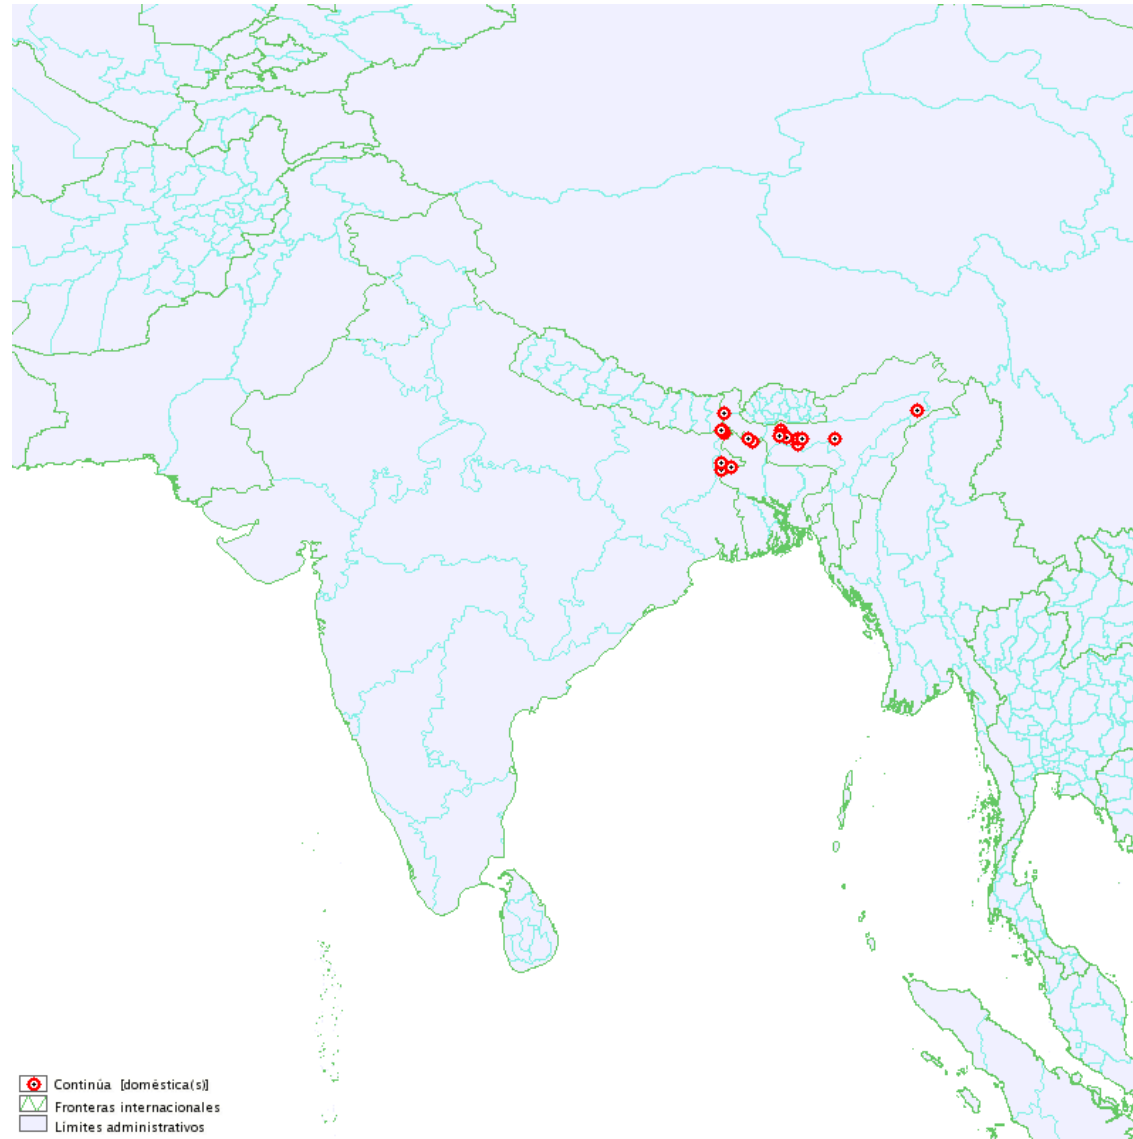 Continúa [doméstica(s)]
Fronteras internacionales
Límites administrativos